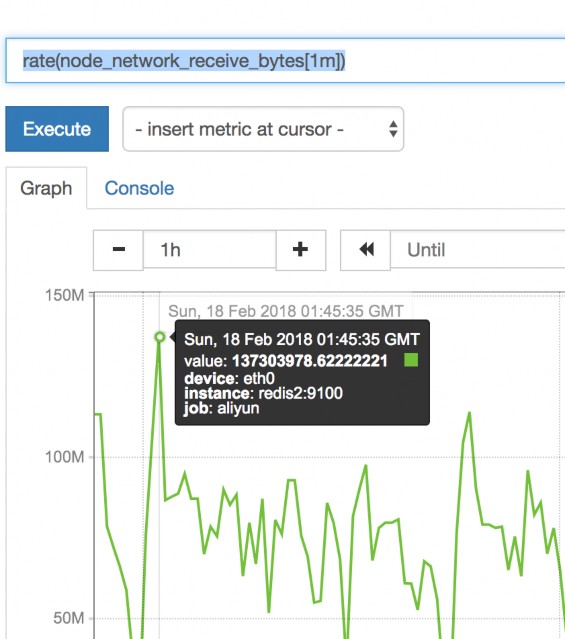 rate(node_network_receive_bytes[1m])
Execute
- insert metric at cursor -
Graph
Console
1h
Until
150M
Sun, 18 Feb 2018 01:45:35 GMT
Sun, 18 Feb 2018 01:45:35 GMT
value: 137303978.62222221
device: eth0
instance: redis2:9100
job: aliyun
100M
50M